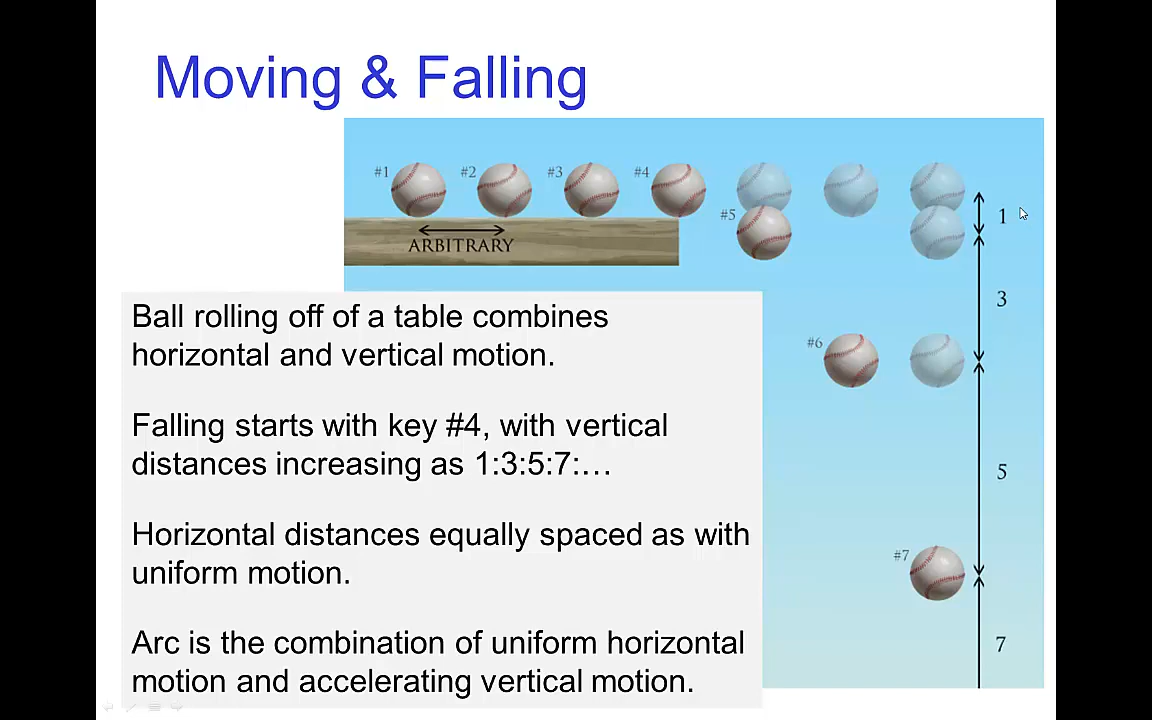 Moving & Falling
#1 #2 #3 #4
#5
1
ARBITRARY
3
Ball rolling off of a table combines
horizontal and vertical motion.
#6
Falling starts with key #4, with vertical
distances increasing as 1:3:5:7:…
5
Horizontal distances equally spaced as with
uniform motion.
#7
Arc is the combination of uniform horizontal
motion and accelerating vertical motion.
7